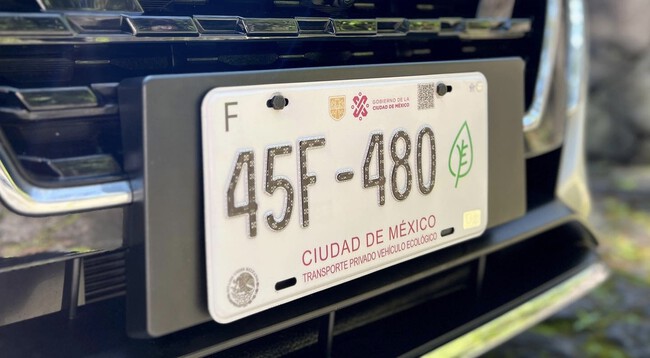 F
GOBIERNO DE LA
CIUDAD DE MÉXICO
45F-480
CIUDAD DE MÉXICO
TRANSPORTE PRIVADO VEHÍCULO ECOLÓGICO